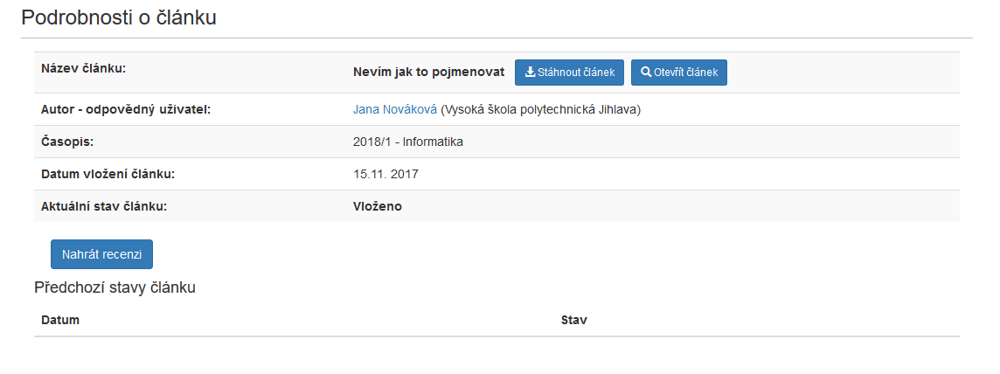 Podrobnosti o článku
Název článku: Nevím jak to pojmenovat Stáhnout článek Otevřít článek
Autor - odpovědný uživatel: Jana Nováková (Vysoká škola polytechnická Jihlava)
Časopis: 2018/1 - Informatika
Datum vložení článku: 15.11. 2017
Aktuální stav článku: Vloženo
Nahrát recenzi
Předchozí stavy článku
Datum Stav